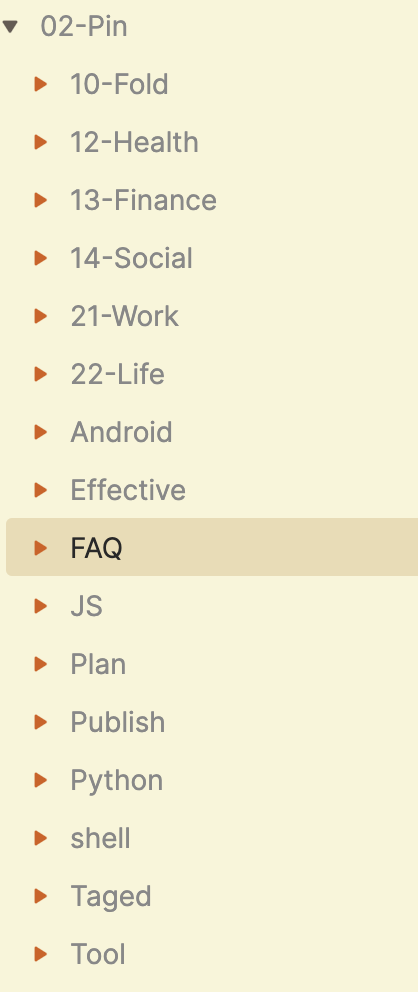 02-Pin
10-Fold
12-Health
13-Finance
14-Social
21-Work
22-Life
Android
Effective
FAQ
JS
Plan
Publish
Python
shell
Taged
Tool